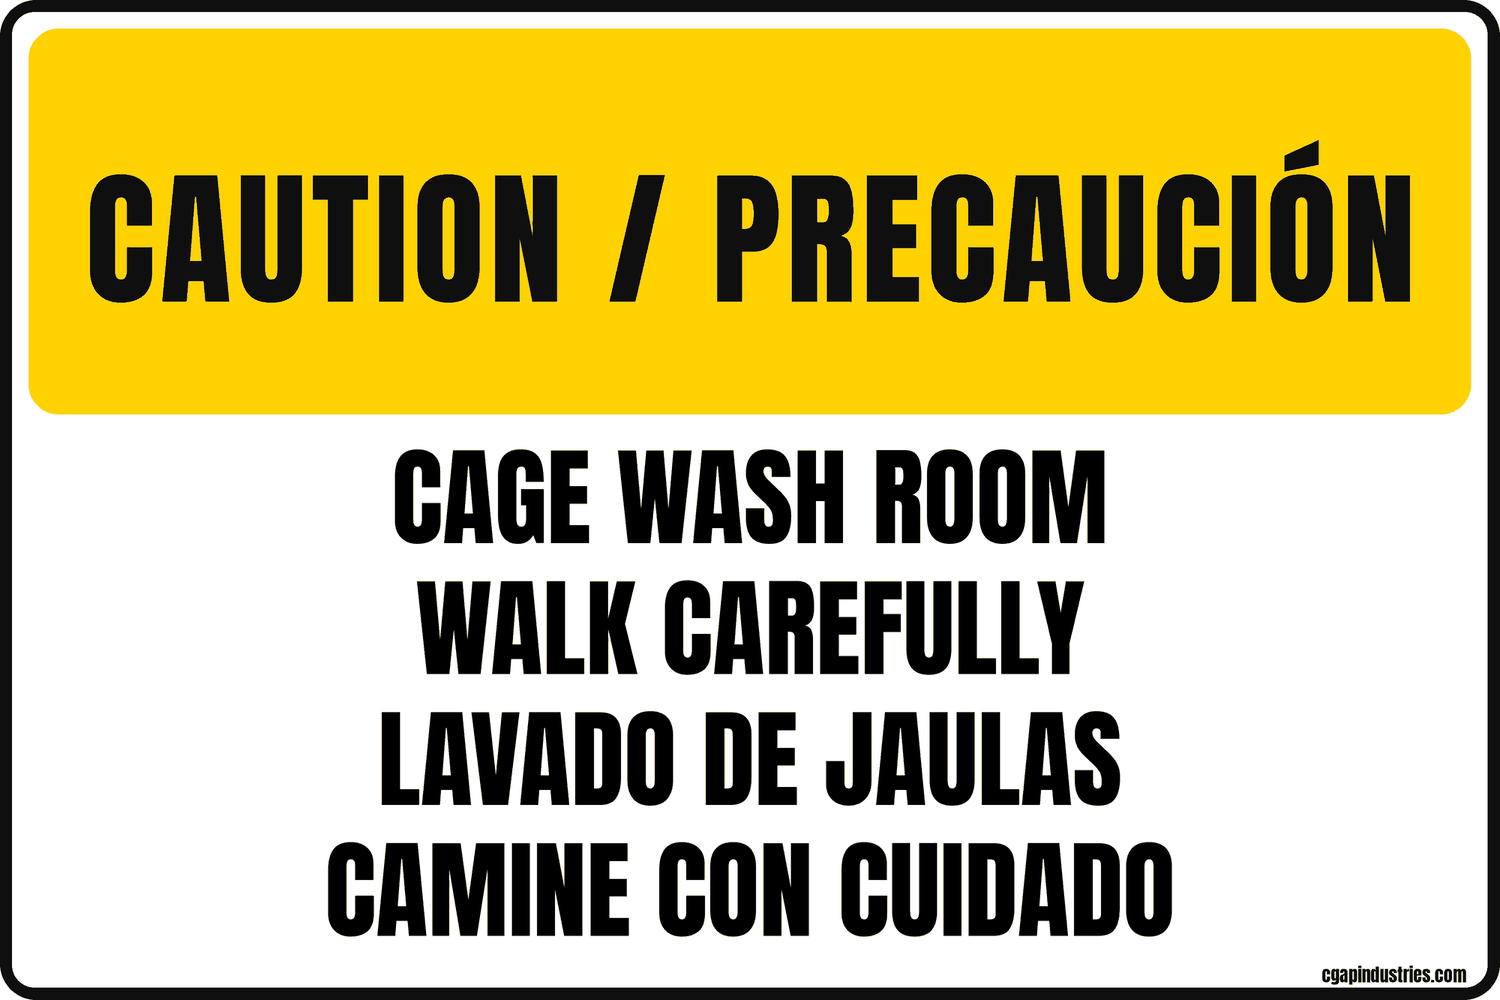 CAUTION / PRECAUCIÓN
CAGE WASH ROOM
WALK CAREFULLY
LAVADO DE JAULAS
CAMINE CON CUIDADO
cgapindustries.com